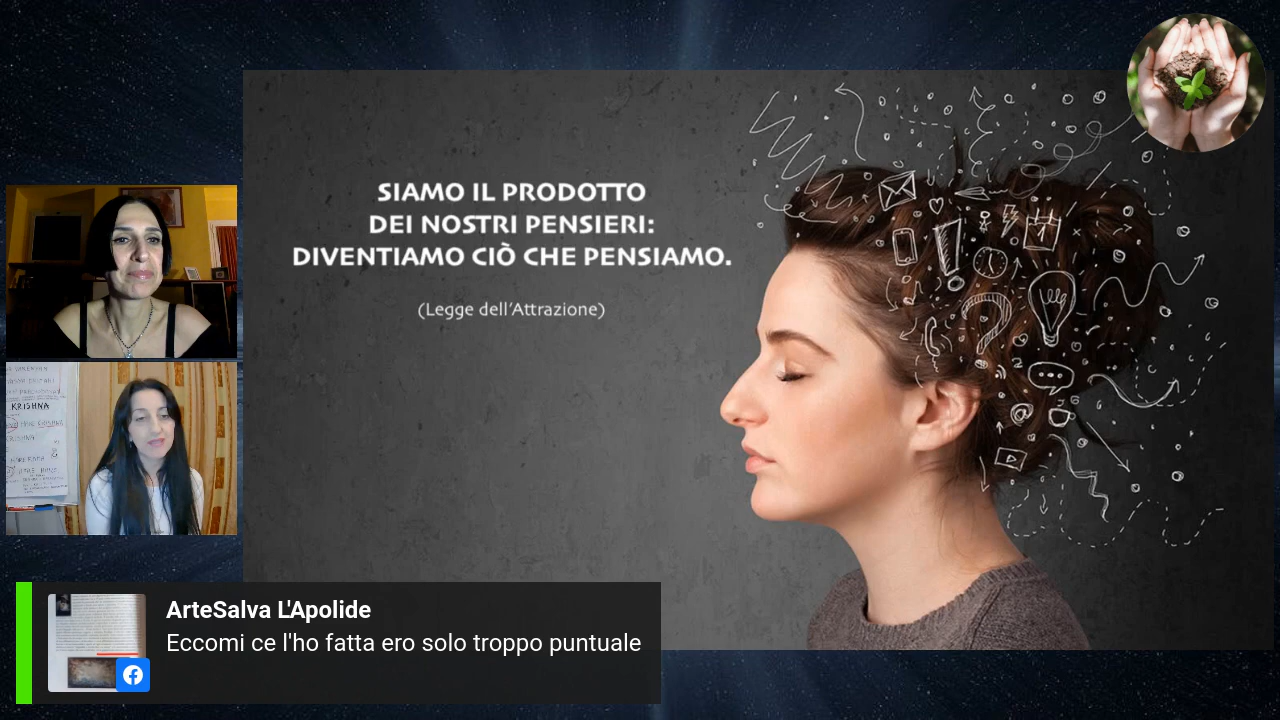 SIAMO IL PRODOTTO
DEI NOSTRI PENSIERI:
DIVENTIAMO CIÒ CHE PENSIAMO.
(Legge dell'Attrazione)
KRISHNA
ArteSalva L'Apolide
Eccomi ce l'ho fatta ero solo troppo puntuale